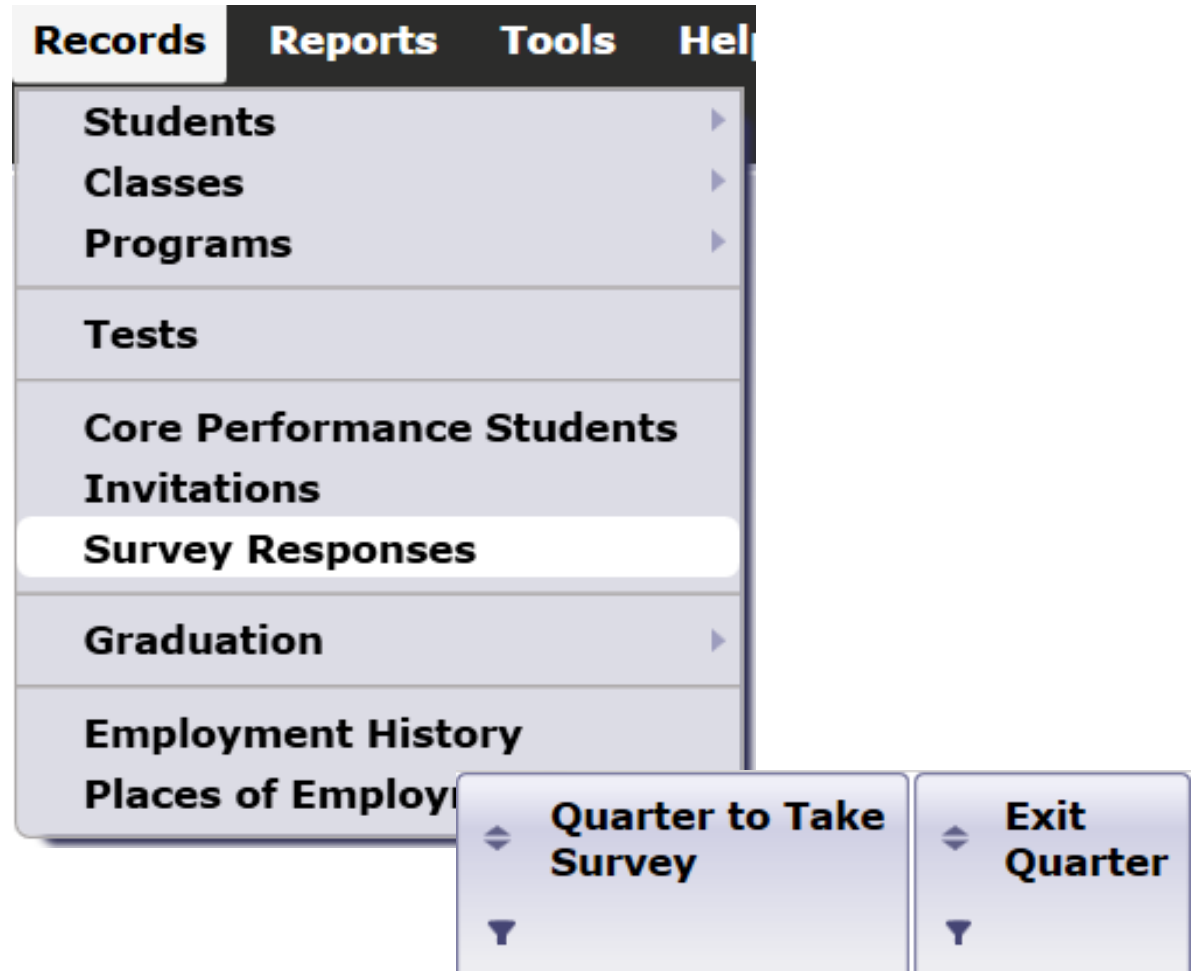 Records Reports Tools
Students
Classes
Programs
Tests
Core Performance Students
Invitations
Survey Responses
Graduation
Employment History
Places of
Quarter to Take
Survey
Exit
Quarter